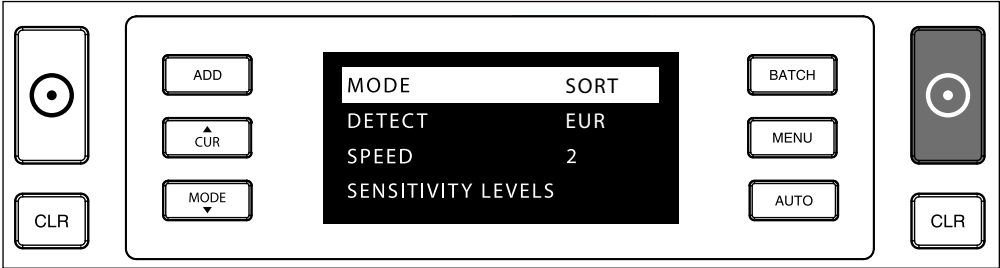 ADD
CUR
MODE
CLR
MODE SORT
DETECT EUR
SPEED 2
SENSITIVITY LEVELS
BATCH
MENU
AUTO
CLR